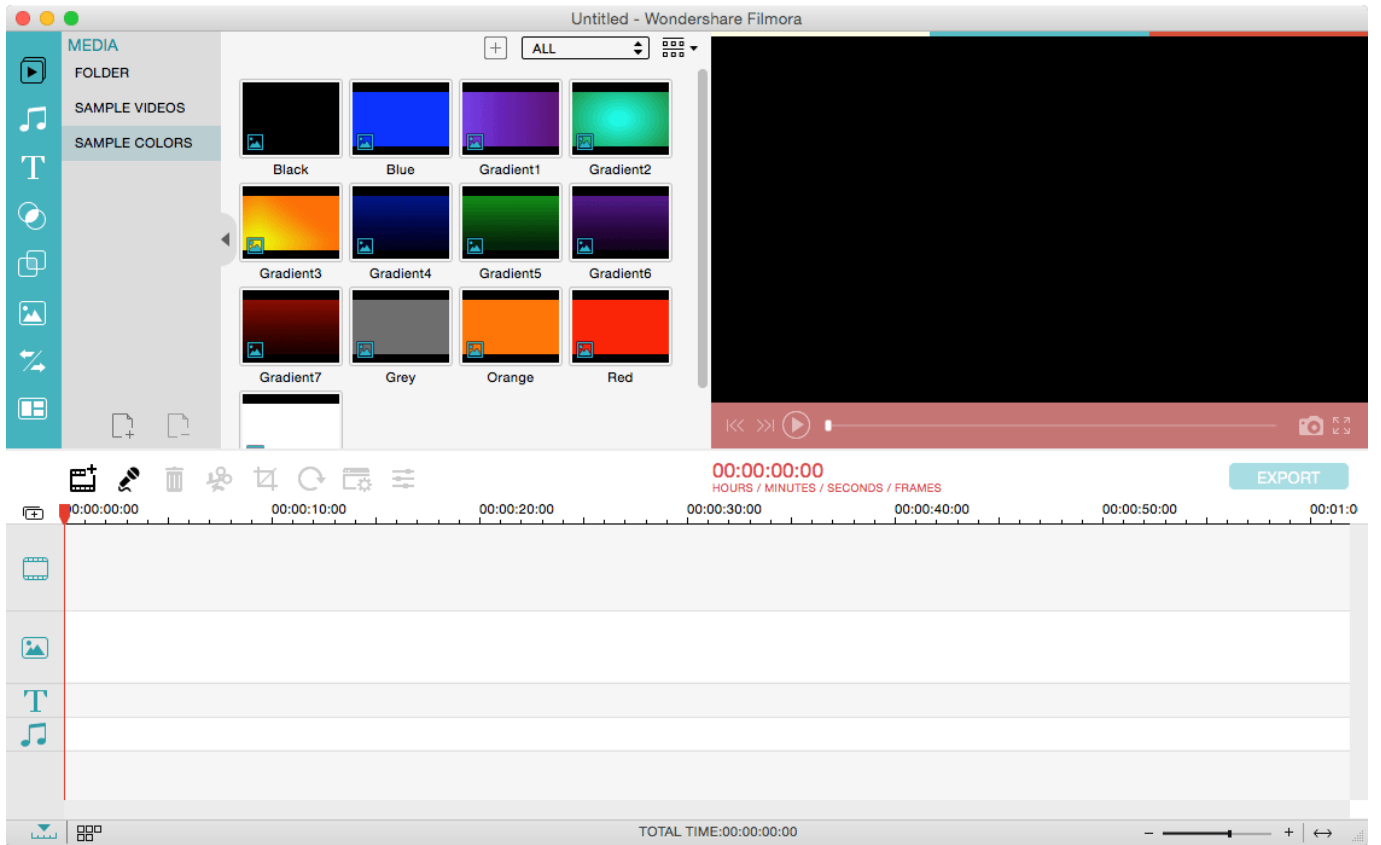 Untitled - Wondershare Filmora
MEDIA
FOLDER
SAMPLE VIDEOS
SAMPLE COLORS
ALL
Black Blue Gradient1 Gradient2
Gradient3 Gradient4 Gradient5 Gradient6
Gradient7 Grey Orange Red
T
00:00:00:00
HOURS / MINUTES / SECONDS / FRAMES
EXPORT
00:00:00:00 00:00:10:00 00:00:20:00 00:00:30:00 00:00:40:00 00:00:50:00 00:01:0
T
TOTAL TIME:00:00:00:00